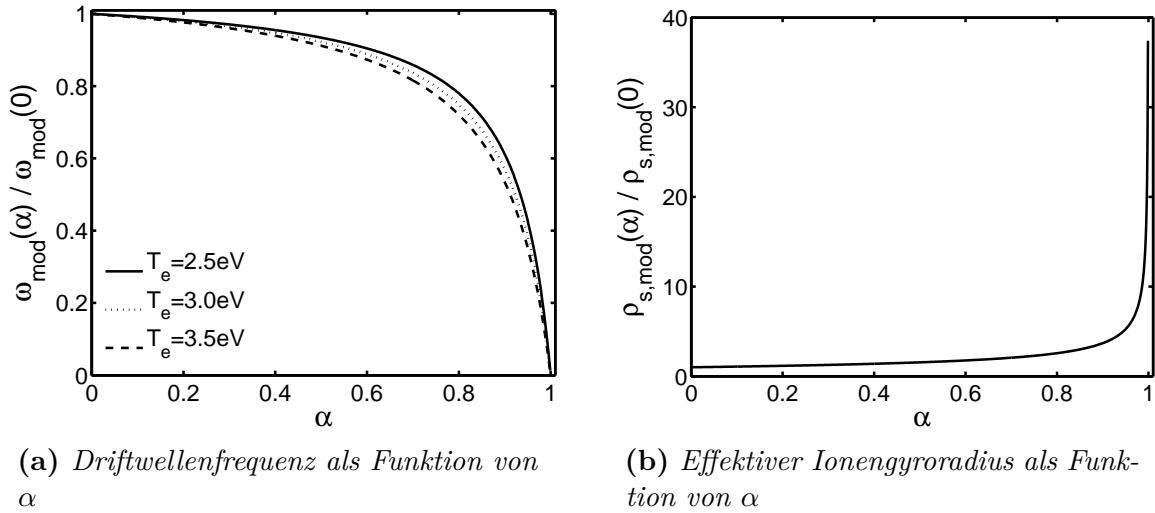 1
0.8
0.6
0.4
0.2
0
0
0.2
0.4
0.6
0.8
1
α
ω_mod(α) / ω_mod(0)
T_e=2.5eV
T_e=3.0eV
T_e=3.5eV
40
30
20
10
0
0
0.2
0.4
0.6
0.8
1
α
ρ_s,mod(α) / ρ_s,mod(0)
(a) Driftwellenfrequenz als Funktion von
α
(b) Effektiver Ionengyroradius als Funk-
tion von α